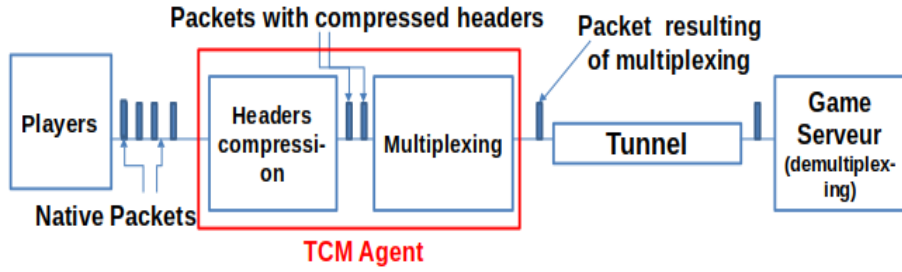 Packets with compressed headers
Packet resulting
of multiplexing
Players
Headers
compressi-
on
Multiplexing
Tunnel
Game
Serveur
(demultiplex-
ing)
Native Packets
TCM Agent